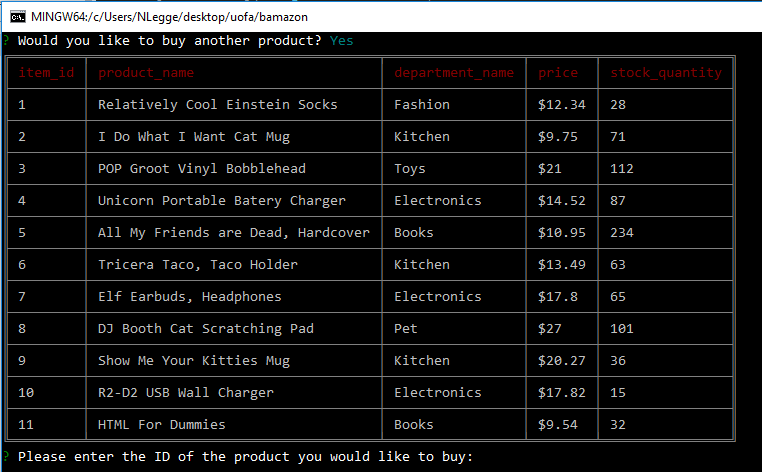 MINGW64:/c/Users/NLegge/desktop/uofa/bamazon
? Would you like to buy another product? Yes
item_id product_name department_name price stock_quantity
1 Relatively Cool Einstein Socks Fashion $12.34 28
2 I Do What I Want Cat Mug Kitchen $9.75 71
3 POP Groot Vinyl Bobblehead Toys $21 112
4 Unicorn Portable Batery Charger Electronics $14.52 87
5 All My Friends are Dead, Hardcover Books $10.95 234
6 Tricera Taco, Taco Holder Kitchen $13.49 63
7 Elf Earbuds, Headphones Electronics $17.8 65
8 DJ Booth Cat Scratching Pad Pet $27 101
9 Show Me Your Kitties Mug Kitchen $20.27 36
10 R2-D2 USB Wall Charger Electronics $17.82 15
11 HTML For Dummies Books $9.54 32
? Please enter the ID of the product you would like to buy: